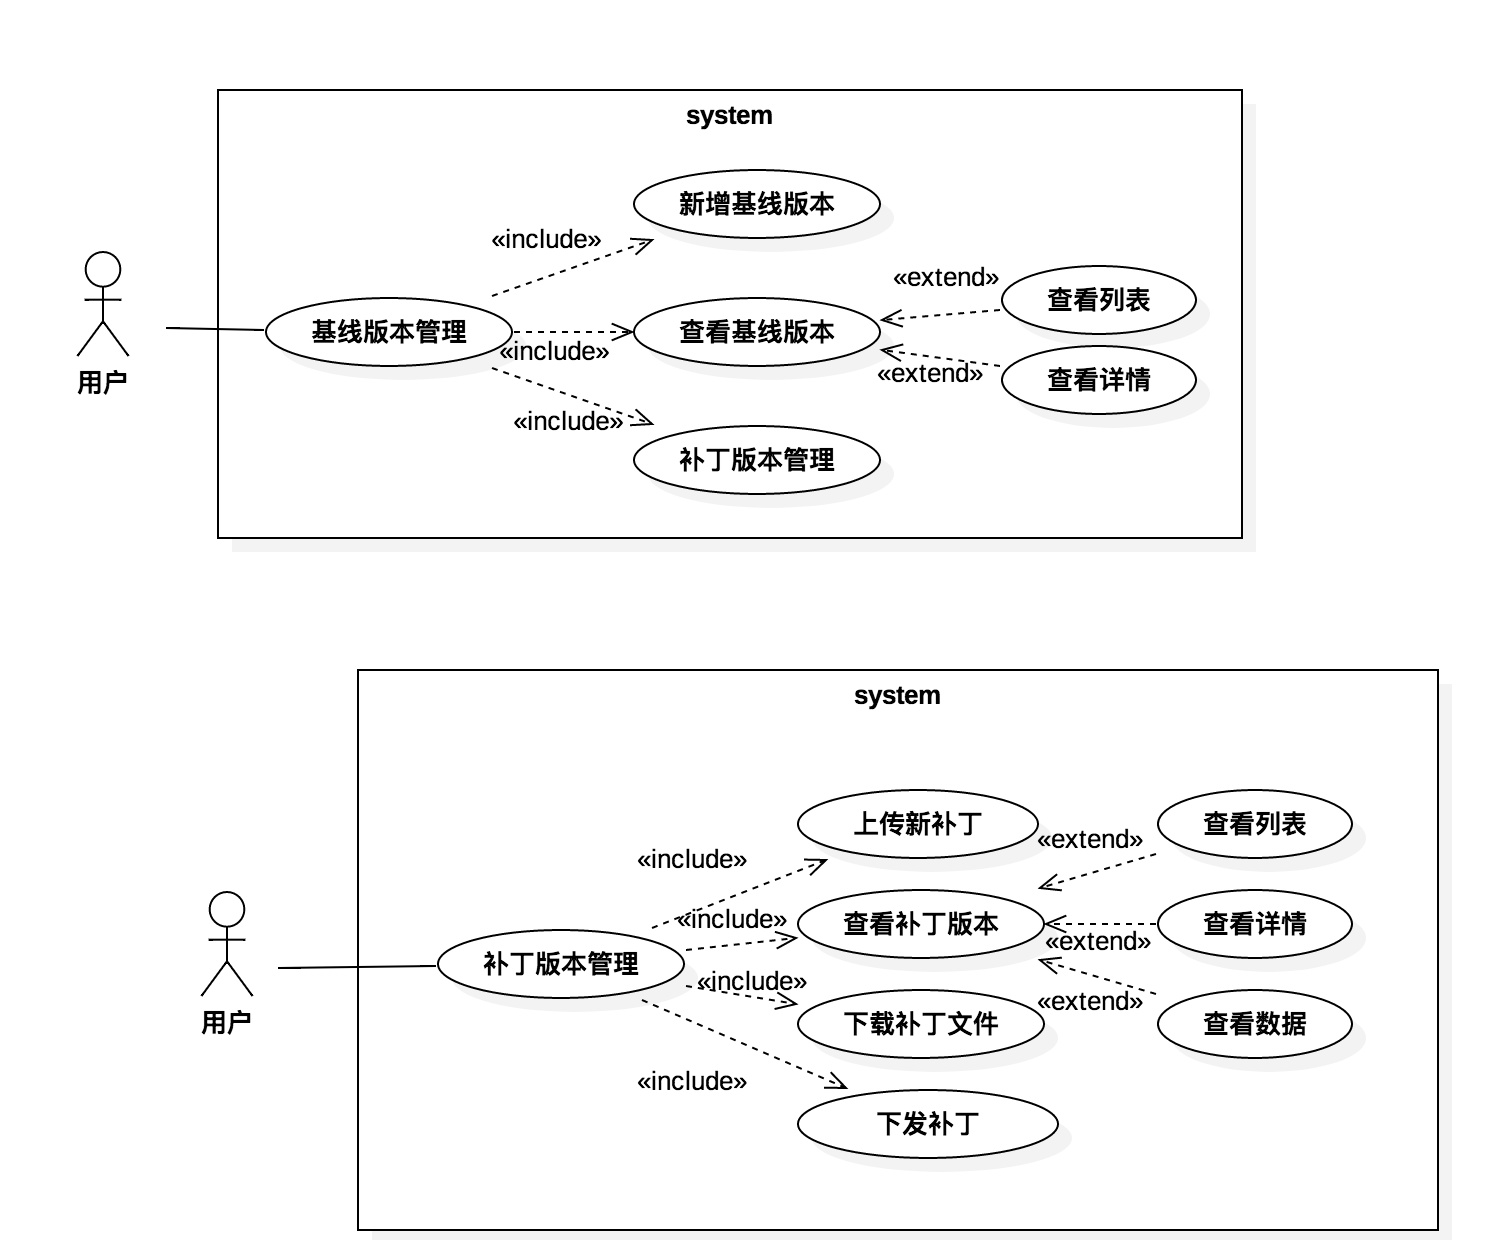 system
新增基线版本
«include»
«extend»
查看列表
基线版本管理
查看基线版本
«include»
«extend»
查看详情
用户
«include»
补丁版本管理
system
上传新补丁
查看列表
«extend»
«include»
«include»
查看补丁版本
查看详情
«extend»
补丁版本管理
«include»
«extend»
用户
下载补丁文件
查看数据
«include»
下发补丁